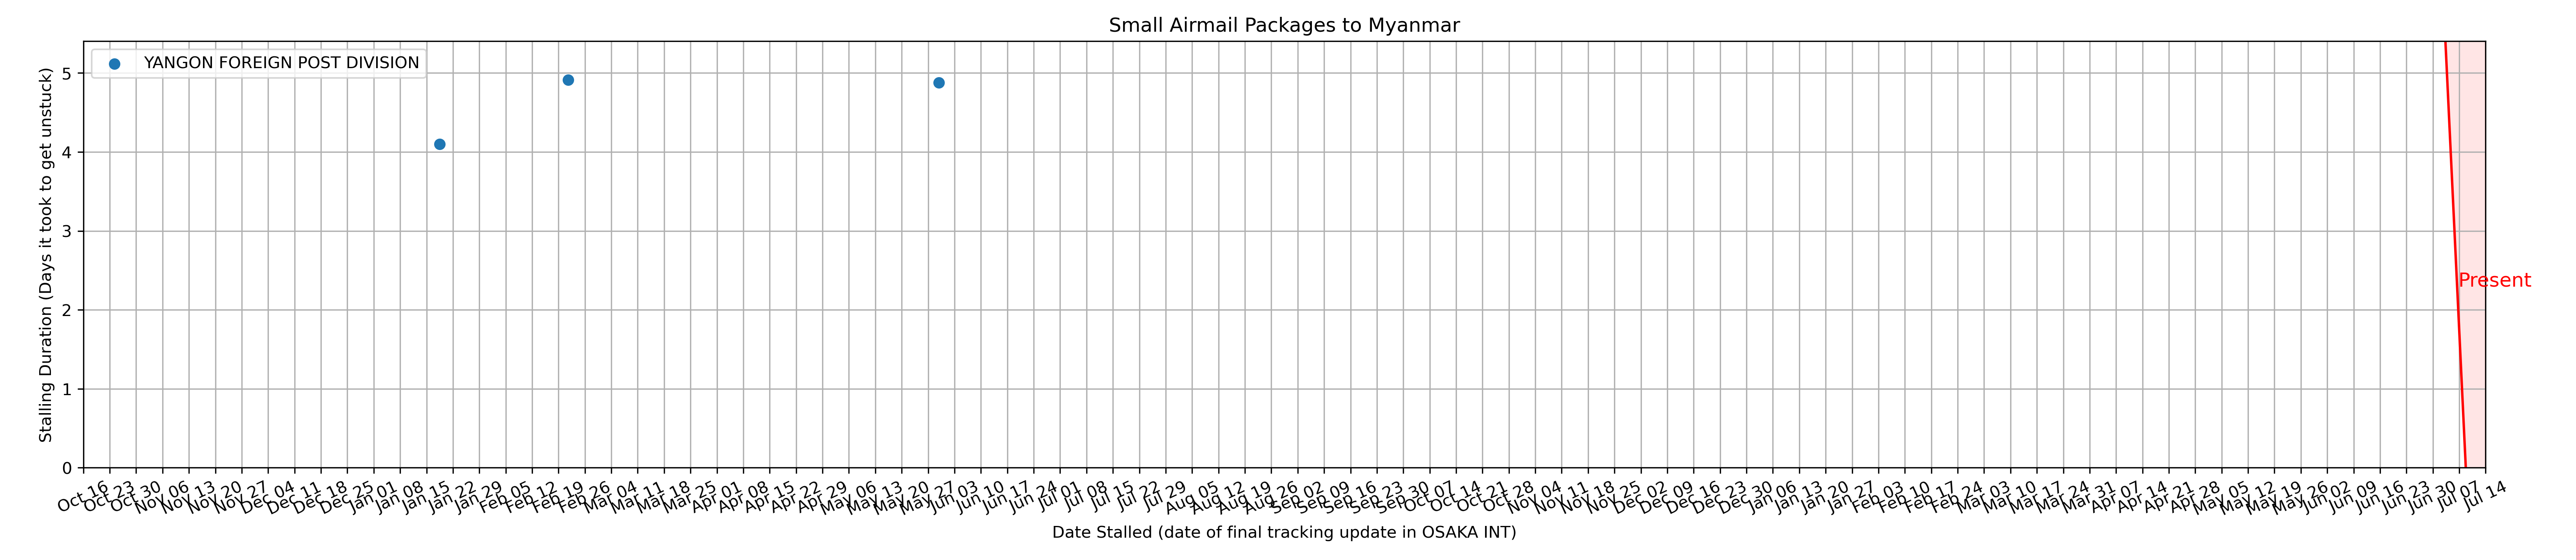 Small Airmail Packages to Myanmar
YANGON FOREIGN POST DIVISION
Stalling Duration (Days it took to get unstuck)
5
4
3
2
1
0
Present
Oct 16 Oct 23 Oct 30 Nov 06 Nov 13 Nov 20 Nov 27 Dec 04 Dec 11 Dec 18 Dec 25 Jan 01 Jan 08 Jan 15 Jan 22 Jan 29 Feb 05 Feb 12 Feb 19 Feb 26 Mar 04 Mar 11 Mar 18 Mar 25 Apr 01 Apr 08 Apr 15 Apr 22 Apr 29 May 06 May 13 May 20 May 27 Jun 03 Jun 10 Jun 17 Jun 24 Jul 01 Jul 08 Jul 15 Jul 22 Jul 29 Aug 05 Aug 12 Aug 19 Aug 26 Sep 02 Sep 09 Sep 16 Sep 23 Sep 30 Oct 07 Oct 14 Oct 21 Oct 28 Nov 04 Nov 11 Nov 18 Nov 25 Dec 02 Dec 09 Dec 16 Dec 23 Dec 30 Jan 06 Jan 13 Jan 20 Jan 27 Feb 03 Feb 10 Feb 17 Feb 24 Mar 03 Mar 10 Mar 17 Mar 24 Mar 31 Apr 07 Apr 14 Apr 21 Apr 28 May 05 May 12 May 19 May 26 Jun 02 Jun 09 Jun 16 Jun 23 Jun 30 Jul 07 Jul 14
Date Stalled (date of final tracking update in OSAKA INT)